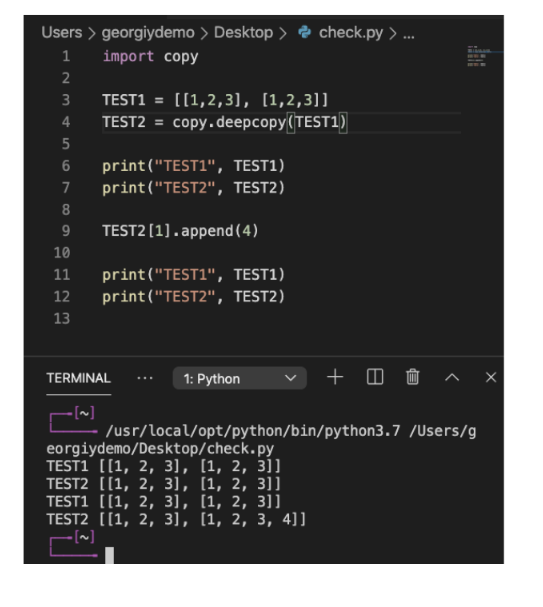 Users > georgiydemo > Desktop > check.py > ...
1 import copy
2
3 TEST1 = [[1,2,3], [1,2,3]]
4 TEST2 = copy.deepcopy(TEST1)
5
6 print("TEST1", TEST1)
7 print("TEST2", TEST2)
8
9 TEST2[1].append(4)
10
11 print("TEST1", TEST1)
12 print("TEST2", TEST2)
13
TERMINAL ... 1: Python
[~]
/usr/local/opt/python/bin/python3.7 /Users/g
eorgiydemo/Desktop/check.py
TEST1 [[1, 2, 3], [1, 2, 3]]
TEST2 [[1, 2, 3], [1, 2, 3]]
TEST1 [[1, 2, 3], [1, 2, 3]]
TEST2 [[1, 2, 3], [1, 2, 3, 4]]
[~]